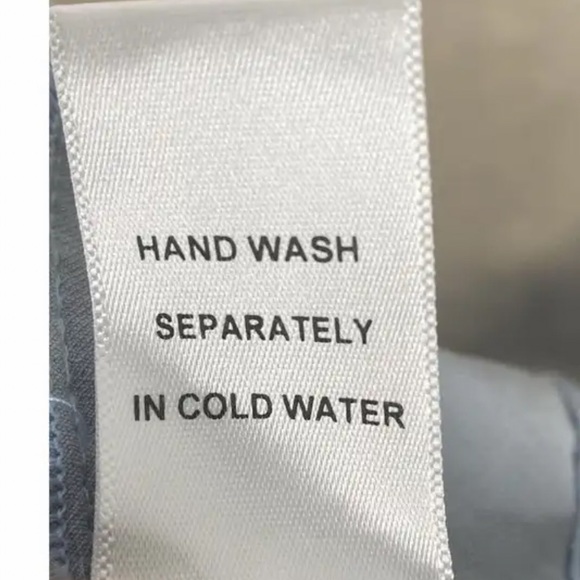 HAND WASH
SEPARATELY
IN COLD WATER